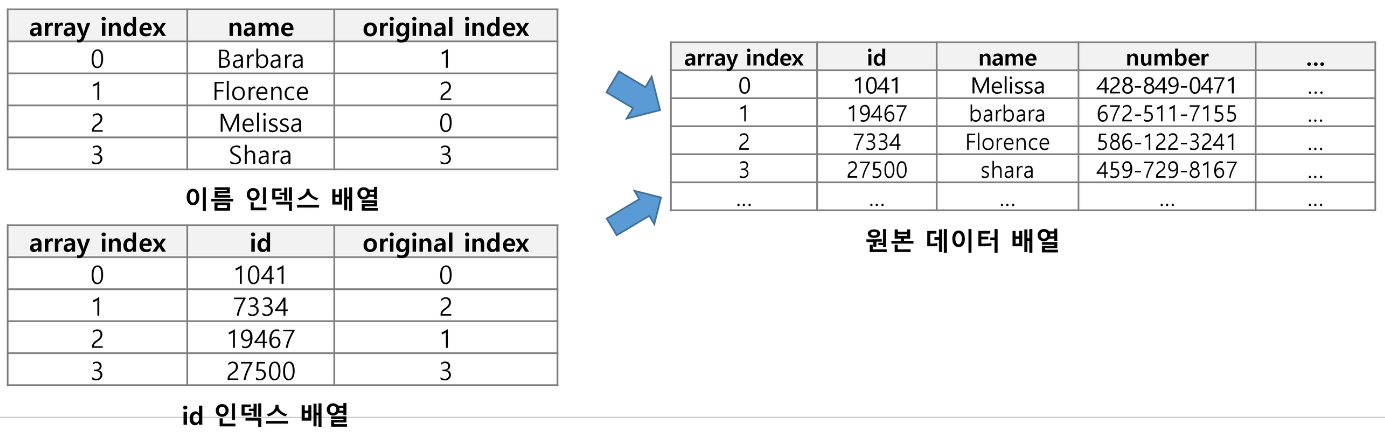 array index name original index
0 Barbara 1
1 Florence 2
2 Melissa 0
3 Shara 3
이름 인덱스 배열
array index id original index
0 1041 0
1 7334 2
2 19467 1
3 27500 3
id 인덱스 배열
array index id name number ...
0 1041 Melissa 428-849-0471 ...
1 19467 barbara 672-511-7155 ...
2 7334 Florence 586-122-3241 ...
3 27500 shara 459-729-8167 ...
... ... ... ... ...
원본 데이터 배열